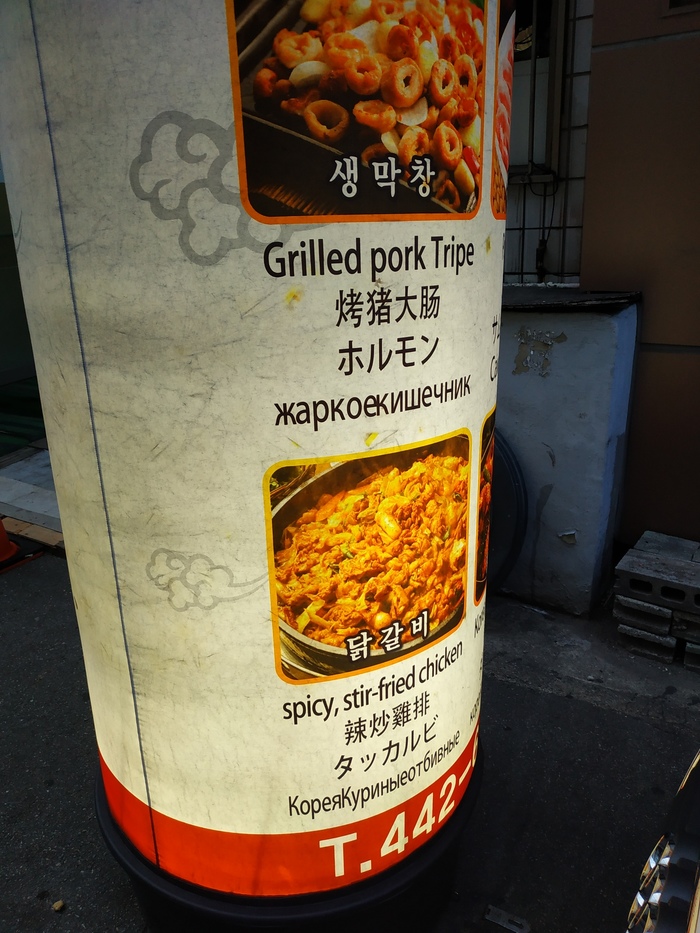 생막창
Grilled pork Tripe
烤猪大肠
ホルモン
жаркоекишечник
닭갈비
spicy, stir-fried chicken
辣炒雞排
タッカルビ
КореяКуриныеотбивные
T.442-